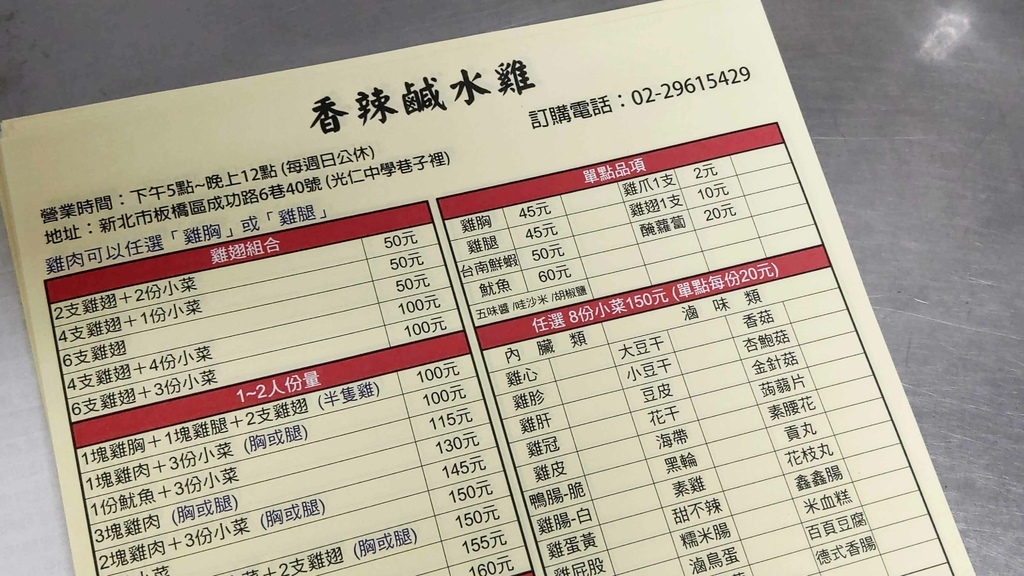 香辣鹹水雞
訂購電話：02-29615429
營業時間：下午5點~晚上12點 (每週日公休)
地址：新北市板橋區成功路6巷40號 (光仁中學巷子裡)
雞肉可以任選「雞胸」或「雞腿」
雞翅組合
2支雞翅＋2份小菜 50元
4支雞翅＋1份小菜 50元
6支雞翅 50元
4支雞翅＋4份小菜 100元
6支雞翅＋3份小菜 100元
1~2人份量
1塊雞胸＋1塊雞腿＋2支雞翅 (半隻雞) 100元
1塊雞肉＋3份小菜 (胸或腿) 100元
1份魷魚＋3份小菜 115元
3塊雞肉 (胸或腿) 130元
2塊雞肉＋3份小菜 (胸或腿) 145元
＋2支雞翅 (胸或腿) 150元
150元
155元
160元
單點品項
雞胸 45元 雞爪1支 2元
雞腿 45元 雞翅1支 10元
台南鮮蝦 50元 醃蘿蔔 20元
魷魚 60元
五味醬 /哇沙米 /胡椒鹽
任選 8份小菜150元 (單點每份20元)
內臟類 滷味類
雞心 大豆干 香菇
雞胗 小豆干 杏鮑菇
雞肝 豆皮 金針菇
雞冠 花干 蒟蒻片
雞皮 海帶 素腰花
鴨腸-脆 黑輪 貢丸
雞腸-白 素雞 花枝丸
雞蛋黃 甜不辣 鑫鑫腸
雞屁股 糯米腸 米血糕
滷鳥蛋 百頁豆腐
德式香腸